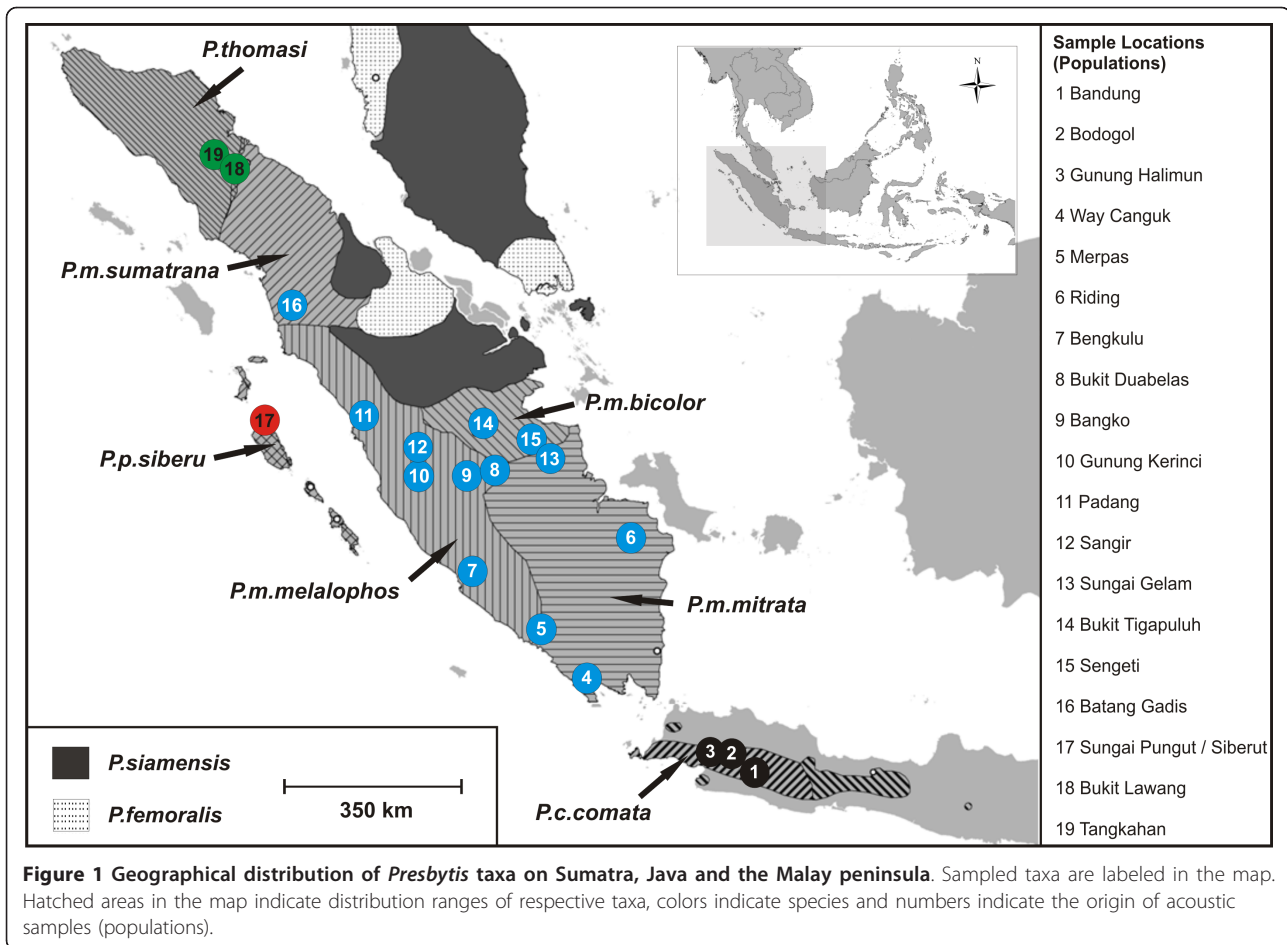 P.thomasi
19
18
P.m.sumatrana
16
P.m.bicolor
11
14
17
12
15
P.p.siberu
10
9
8
13
6
7
P.m.melalophos
P.m.mitrata
5
4
P.siamensis
P.femoralis
350 km
3
2
1
P.c.comata
N
Sample Locations
(Populations)
1 Bandung
2 Bodogol
3 Gunung Halimun
4 Way Canguk
5 Merpas
6 Riding
7 Bengkulu
8 Bukit Duabelas
9 Bangko
10 Gunung Kerinci
11 Padang
12 Sangir
13 Sungai Gelam
14 Bukit Tigapuluh
15 Sengeti
16 Batang Gadis
17 Sungai Pungut / Siberut
18 Bukit Lawang
19 Tangkahan
Figure 1 Geographical distribution of Presbytis taxa on Sumatra, Java and the Malay peninsula. Sampled taxa are labeled in the map.
Hatched areas in the map indicate distribution ranges of respective taxa, colors indicate species and numbers indicate the origin of acoustic
samples (populations).